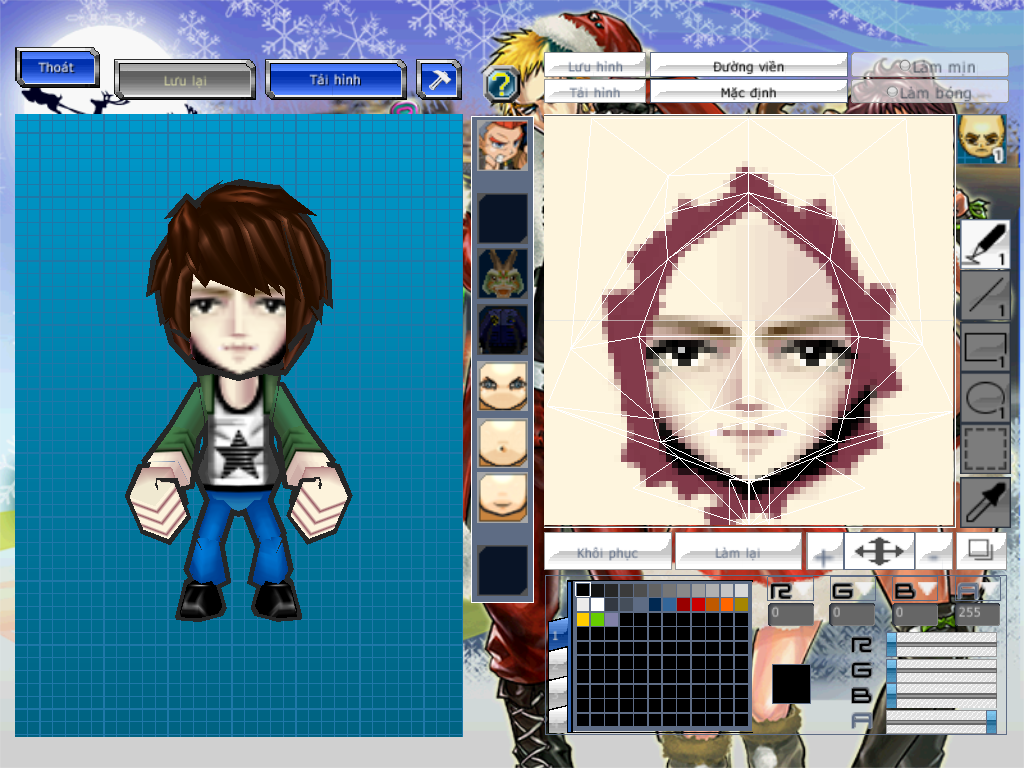 Thoát
Lưu lại
Tải hình
?
Lưu hình
Đường viền
Làm mịn
Tải hình
Mặc định
Làm bóng
1
1
1
1
1
Khôi phục
Làm lại
+
-
R G B A
0 0 0 255
1
R
G
B
A